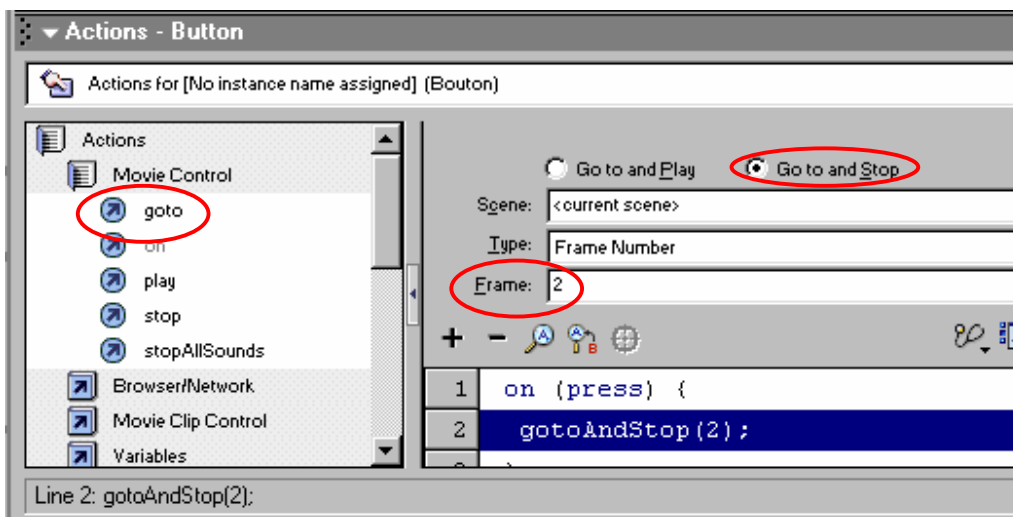 Actions - Button
Actions for [No instance name assigned] (Bouton)
Actions
Movie Control
goto
on
play
stop
stopAllSounds
Browser/Network
Movie Clip Control
Variables
Go to and Play Go to and Stop
Scene: <current scene>
Type: Frame Number
Frame: 2
1 on (press) {
2 gotoAndStop(2);
Line 2: gotoAndStop(2);